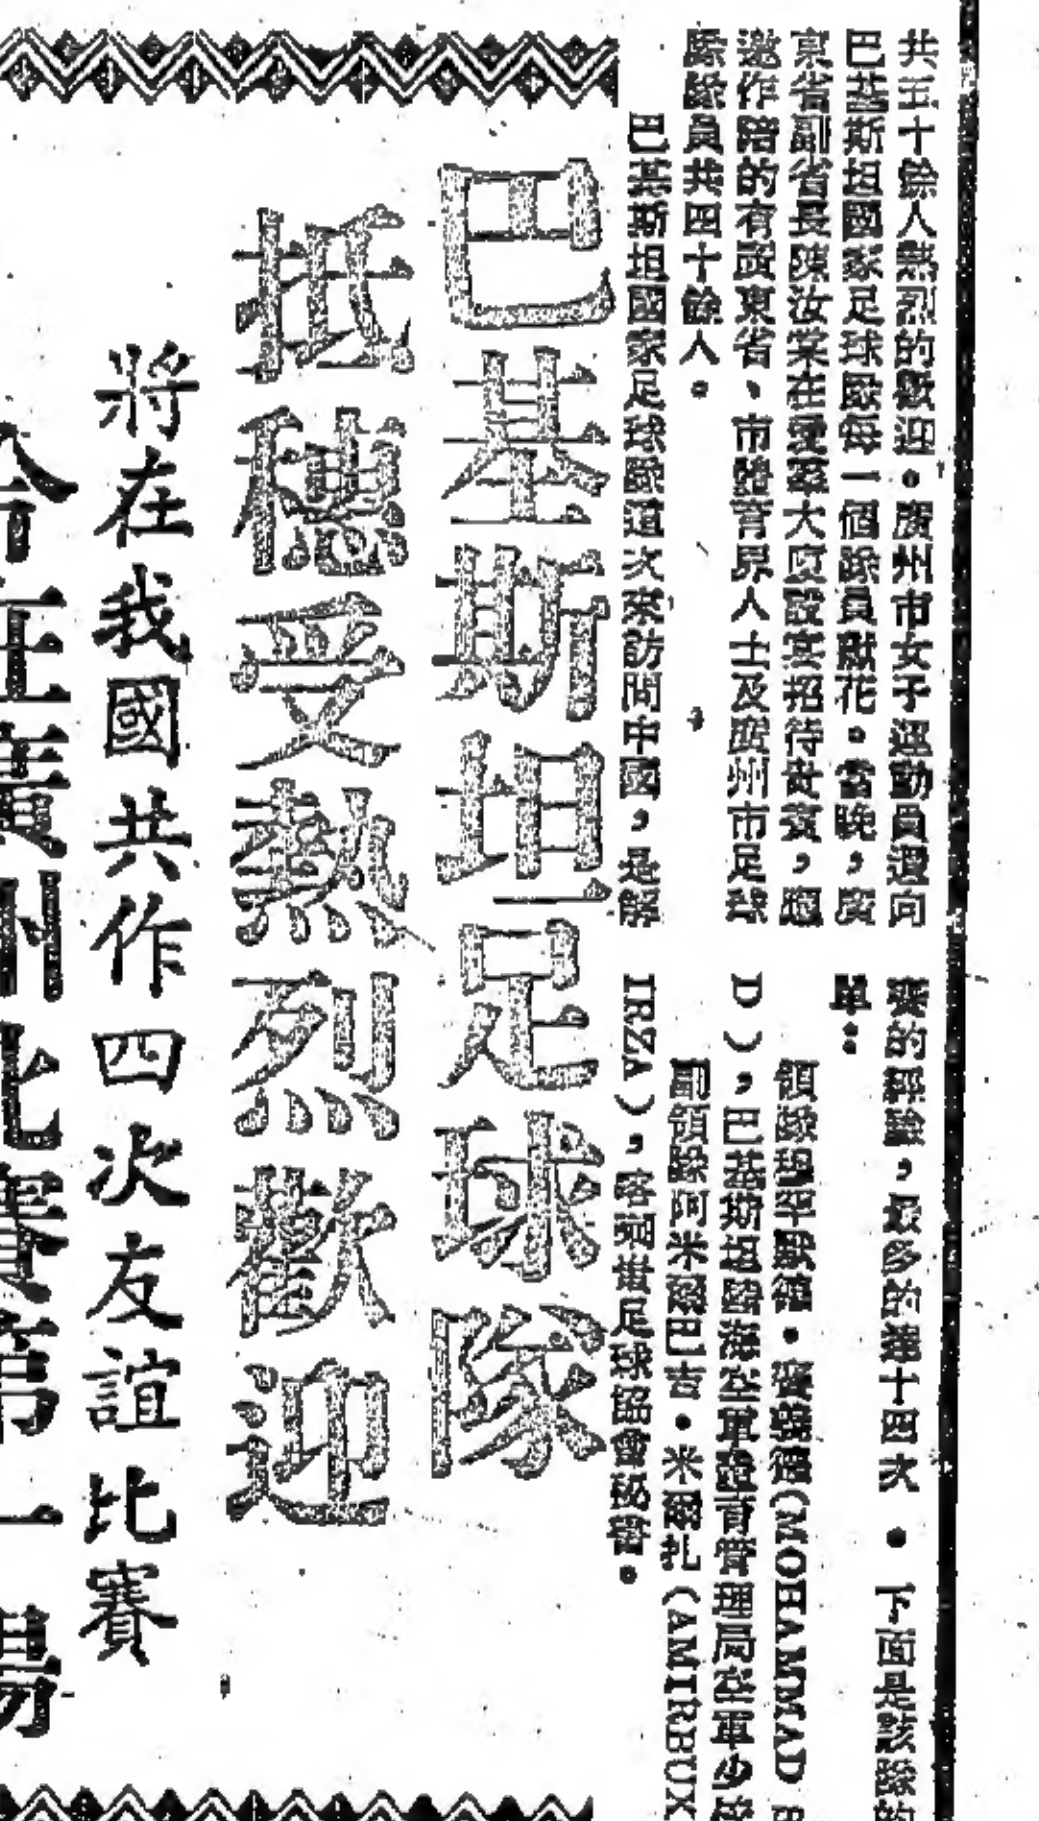 共五十餘人熱烈的歡迎。廣州市女子運動員還向
巴基斯坦國家足球隊每一個隊員獻花。當晚,廣
東省副省長陳汝棠在愛羣大廈設宴招待貴賓,應
邀作陪的有廣東省、市體育界人士及廣州市足球
隊隊員共四十餘人。
巴基斯坦國家足球隊這次來訪問中國,是解
賽的經驗,最多的達十四次。下面是該隊的
單:
領隊穆罕默德·賽義德(MOHAMMAD
D),巴基斯坦國海空軍體育管理局空軍少校
副領隊阿米爾巴吉·米爾扎(AMIRBUX
IRZA),喀喇蚩足球協會秘書。
巴基斯坦足球隊
抵穗受熱烈歡迎
將在我國共作四次友誼比賽
今在廣州比賽第一場